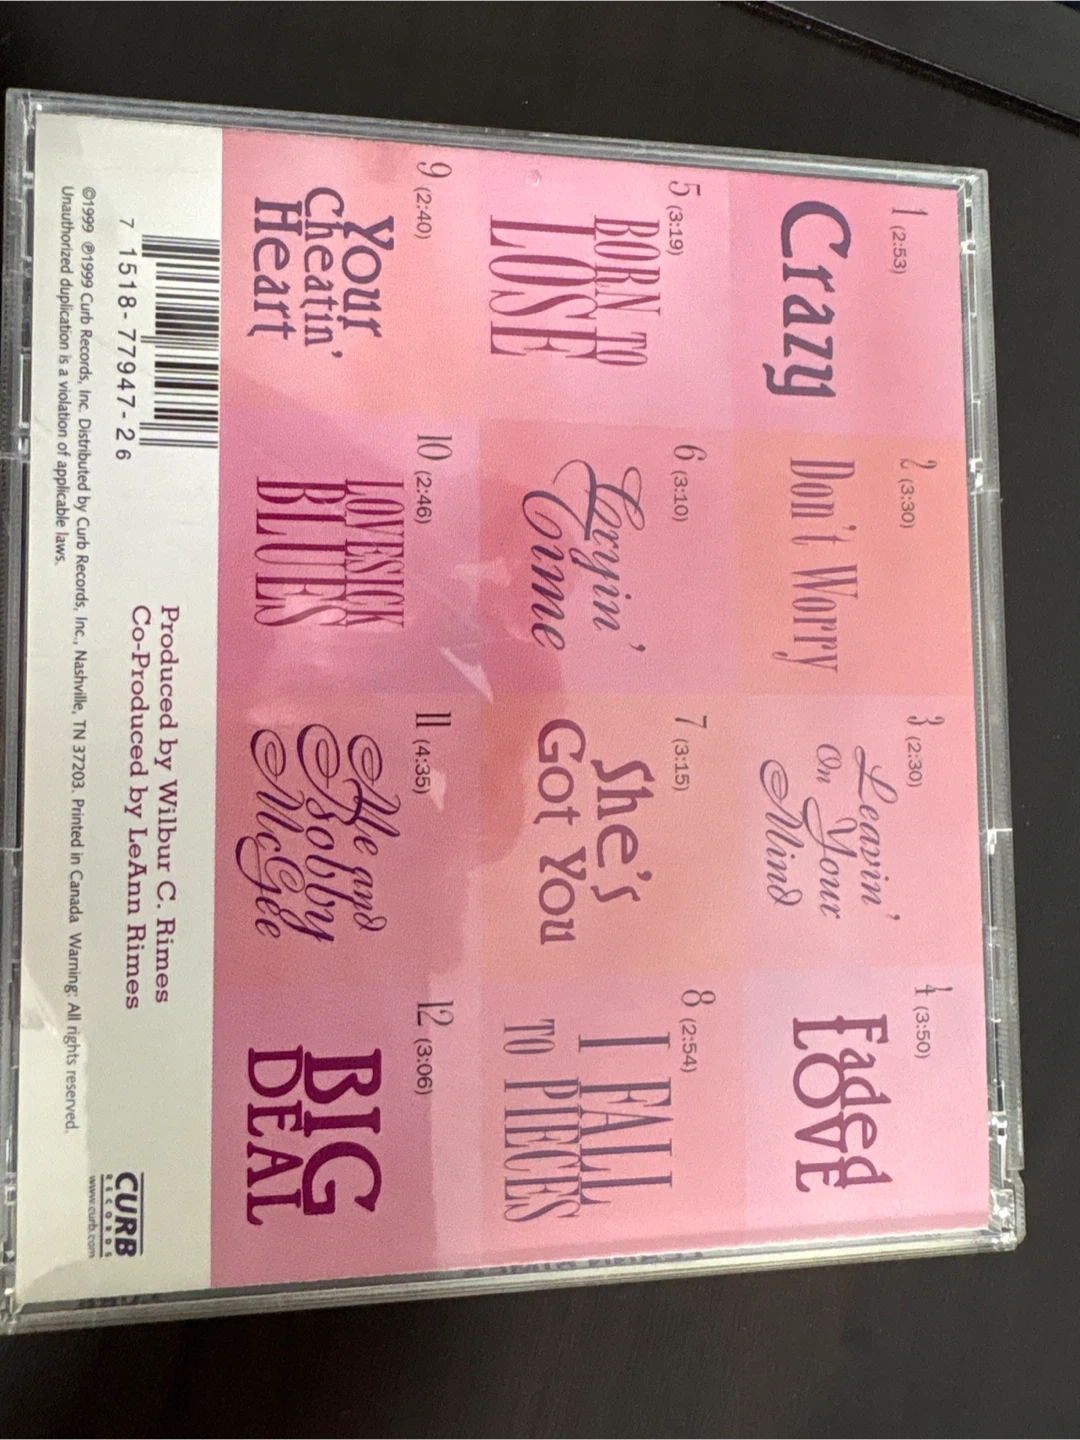 1 (2:53)
Crazy
2 (3:30)
Don't Worry
3 (2:30)
Leavin'
On Your
Mind
4 (3:50)
Faded
LOVE
5 (3:19)
BORN TO
LOSE
6 (3:10)
Cryin'
Time
7 (3:15)
She's
Got You
8 (2:54)
I FALL
TO PIECES
9 (2:40)
Your
Cheatin'
Heart
10 (2:46)
LOVESICK
BLUES
11 (4:35)
Me and
Bobby
McGee
12 (3:06)
BIG
DEAL
7 1518-77947-2 6
Produced by Wilbur C. Rimes
Co-Produced by LeAnn Rimes
CURB
RECORDS
www.curb.com
©1999 ℗1999 Curb Records, Inc. Distributed by Curb Records, Inc., Nashville, TN 37203. Printed in Canada Warning: All rights reserved.
Unauthorized duplication is a violation of applicable laws.